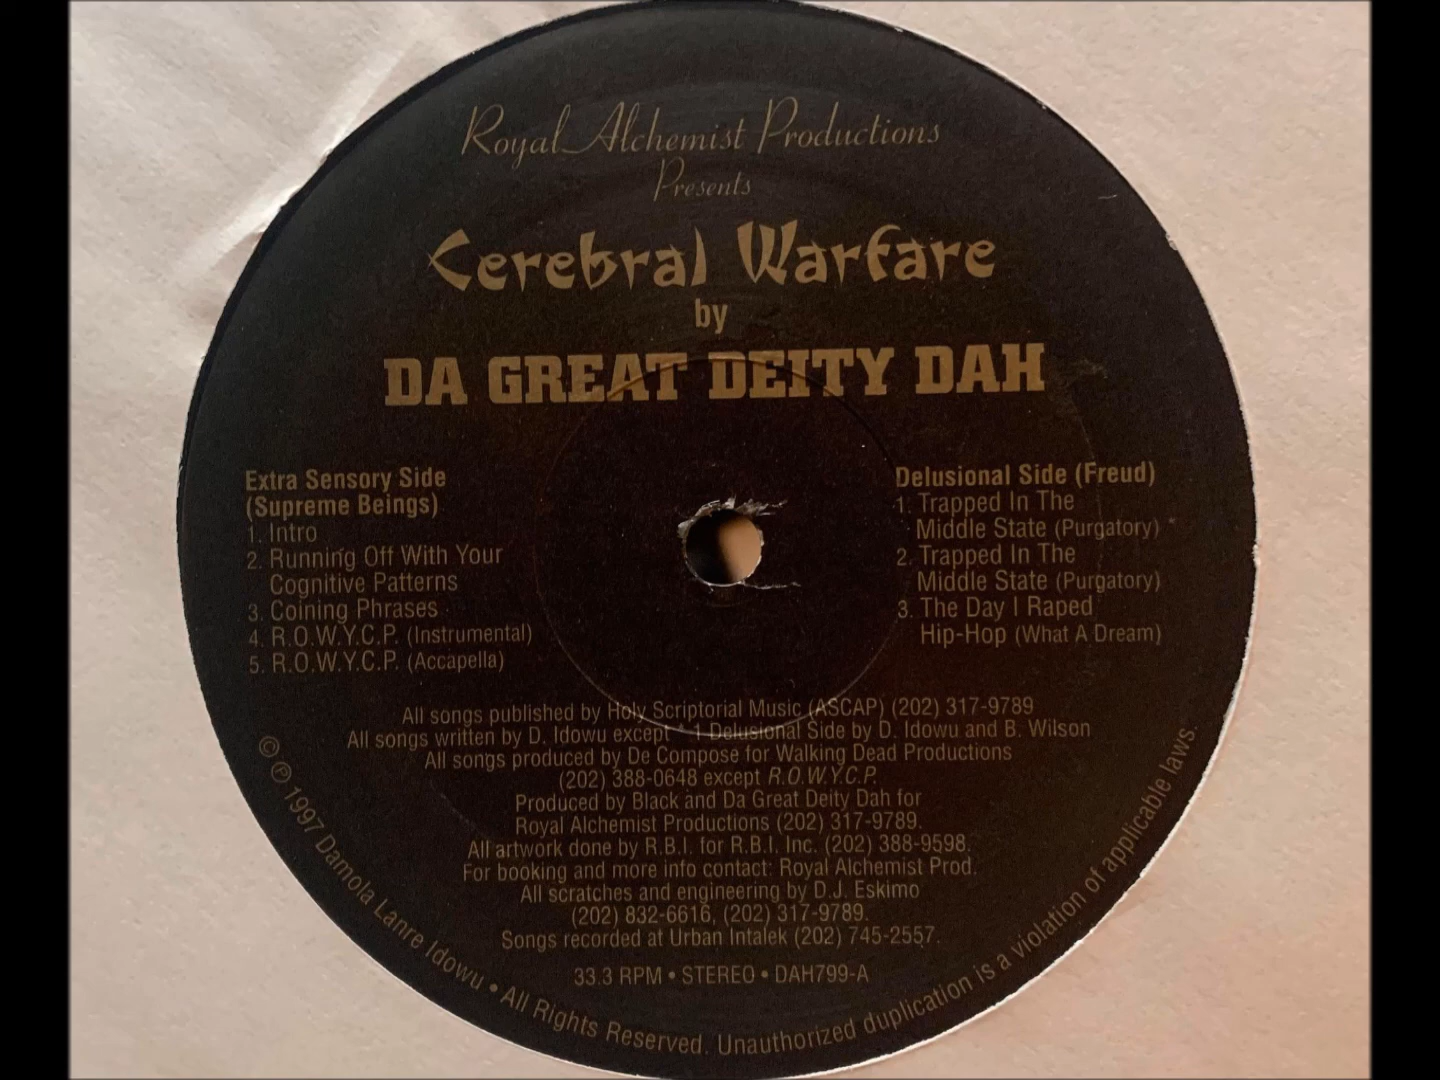 Royal Alchemist Productions
Presents
Cerebral Warfare
by
DA GREAT DEITY DAH
Extra Sensory Side
(Supreme Beings)
1. Intro
2. Running Off With Your
Cognitive Patterns
3. Coining Phrases
4. R.O.W.Y.C.P. (Instrumental)
5. R.O.W.Y.C.P. (Accapella)
Delusional Side (Freud)
1. Trapped In The
Middle State (Purgatory)
2. Trapped In The
Middle State (Purgatory)
3. The Day I Raped
Hip-Hop (What A Dream)
All songs published by Holy Scriptorial Music (ASCAP) (202) 317-9789
All songs written by D. Idowu except * 1 Delusional Side by D. Idowu and B. Wilson
All songs produced by De Compose for Walking Dead Productions
(202) 388-0648 except R.O.W.Y.C.P.
Produced by Black and Da Great Deity Dah for
Royal Alchemist Productions (202) 317-9789.
All artwork done by R.B.I. for R.B.I. Inc. (202) 388-9598.
For booking and more info contact: Royal Alchemist Prod.
All scratches and engineering by D.J. Eskimo
(202) 832-6616, (202) 317-9789.
Songs recorded at Urban Intalek (202) 745-2557.
33.3 RPM • STEREO • DAH799-A
© ℗ 1997 Damola Lanre Idowu • All Rights Reserved. Unauthorized duplication is a violation of applicable laws.